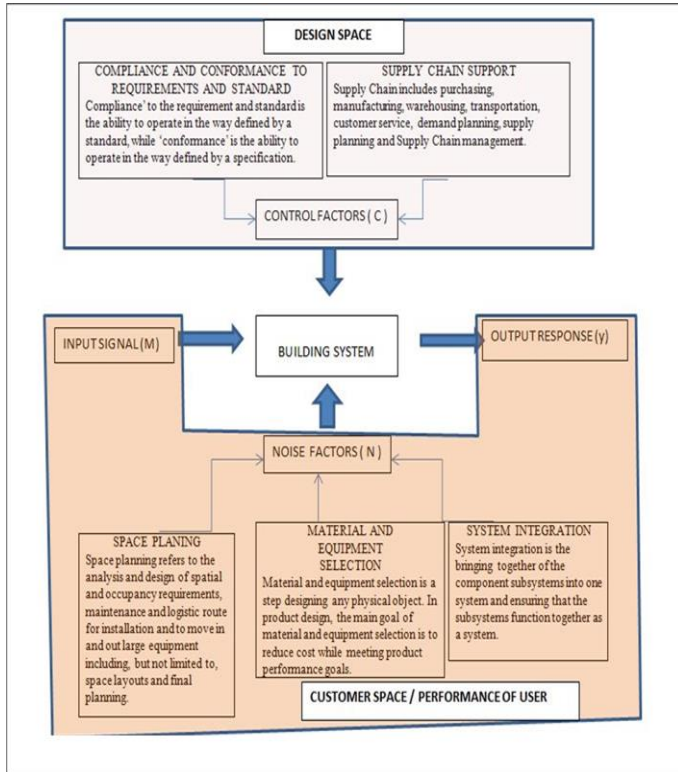 DESIGN SPACE
COMPLIANCE AND CONFORMANCE TO
REQUIREMENTS AND STANDARD
Compliance' to the requirement and standard is
the ability to operate in the way defined by a
standard, while 'conformance' is the ability to
operate in the way defined by a specification.
SUPPLY CHAIN SUPPORT
Supply Chain includes purchasing,
manufacturing, warehousing, transportation,
customer service, demand planning, supply
planning and Supply Chain management.
CONTROL FACTORS ( C )
INPUT SIGNAL (M)
BUILDING SYSTEM
OUTPUT RESPONSE (y)
NOISE FACTORS ( N )
SPACE PLANING
Space planning refers to the
analysis and design of spatial
and occupancy requirements,
maintenance and logistic route
for installation and to move in
and out large equipment
including, but not limited to,
space layouts and final
planning.
MATERIAL AND
EQUIPMENT
SELECTION
Material and equipment selection is a
step designing any physical object. In
product design, the main goal of
material and equipment selection is to
reduce cost while meeting product
performance goals.
SYSTEM INTEGRATION
System integration is the
bringing together of the
component subsystems into one
system and ensuring that the
subsystems function together as
a system.
CUSTOMER SPACE / PERFORMANCE OF USER